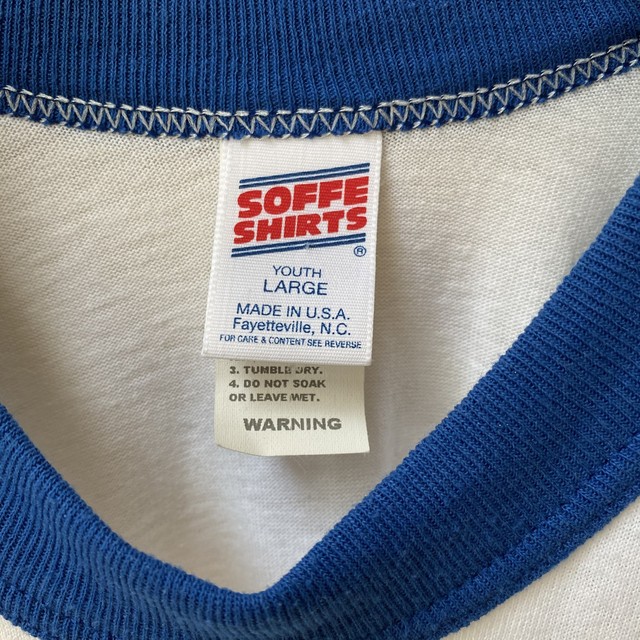 SOFFE
SHIRTS
®
YOUTH
LARGE
MADE IN U.S.A.
Fayetteville, N.C.
FOR CARE & CONTENT SEE REVERSE
3. TUMBLE DRY.
4. DO NOT SOAK
OR LEAVE WET.
WARNING